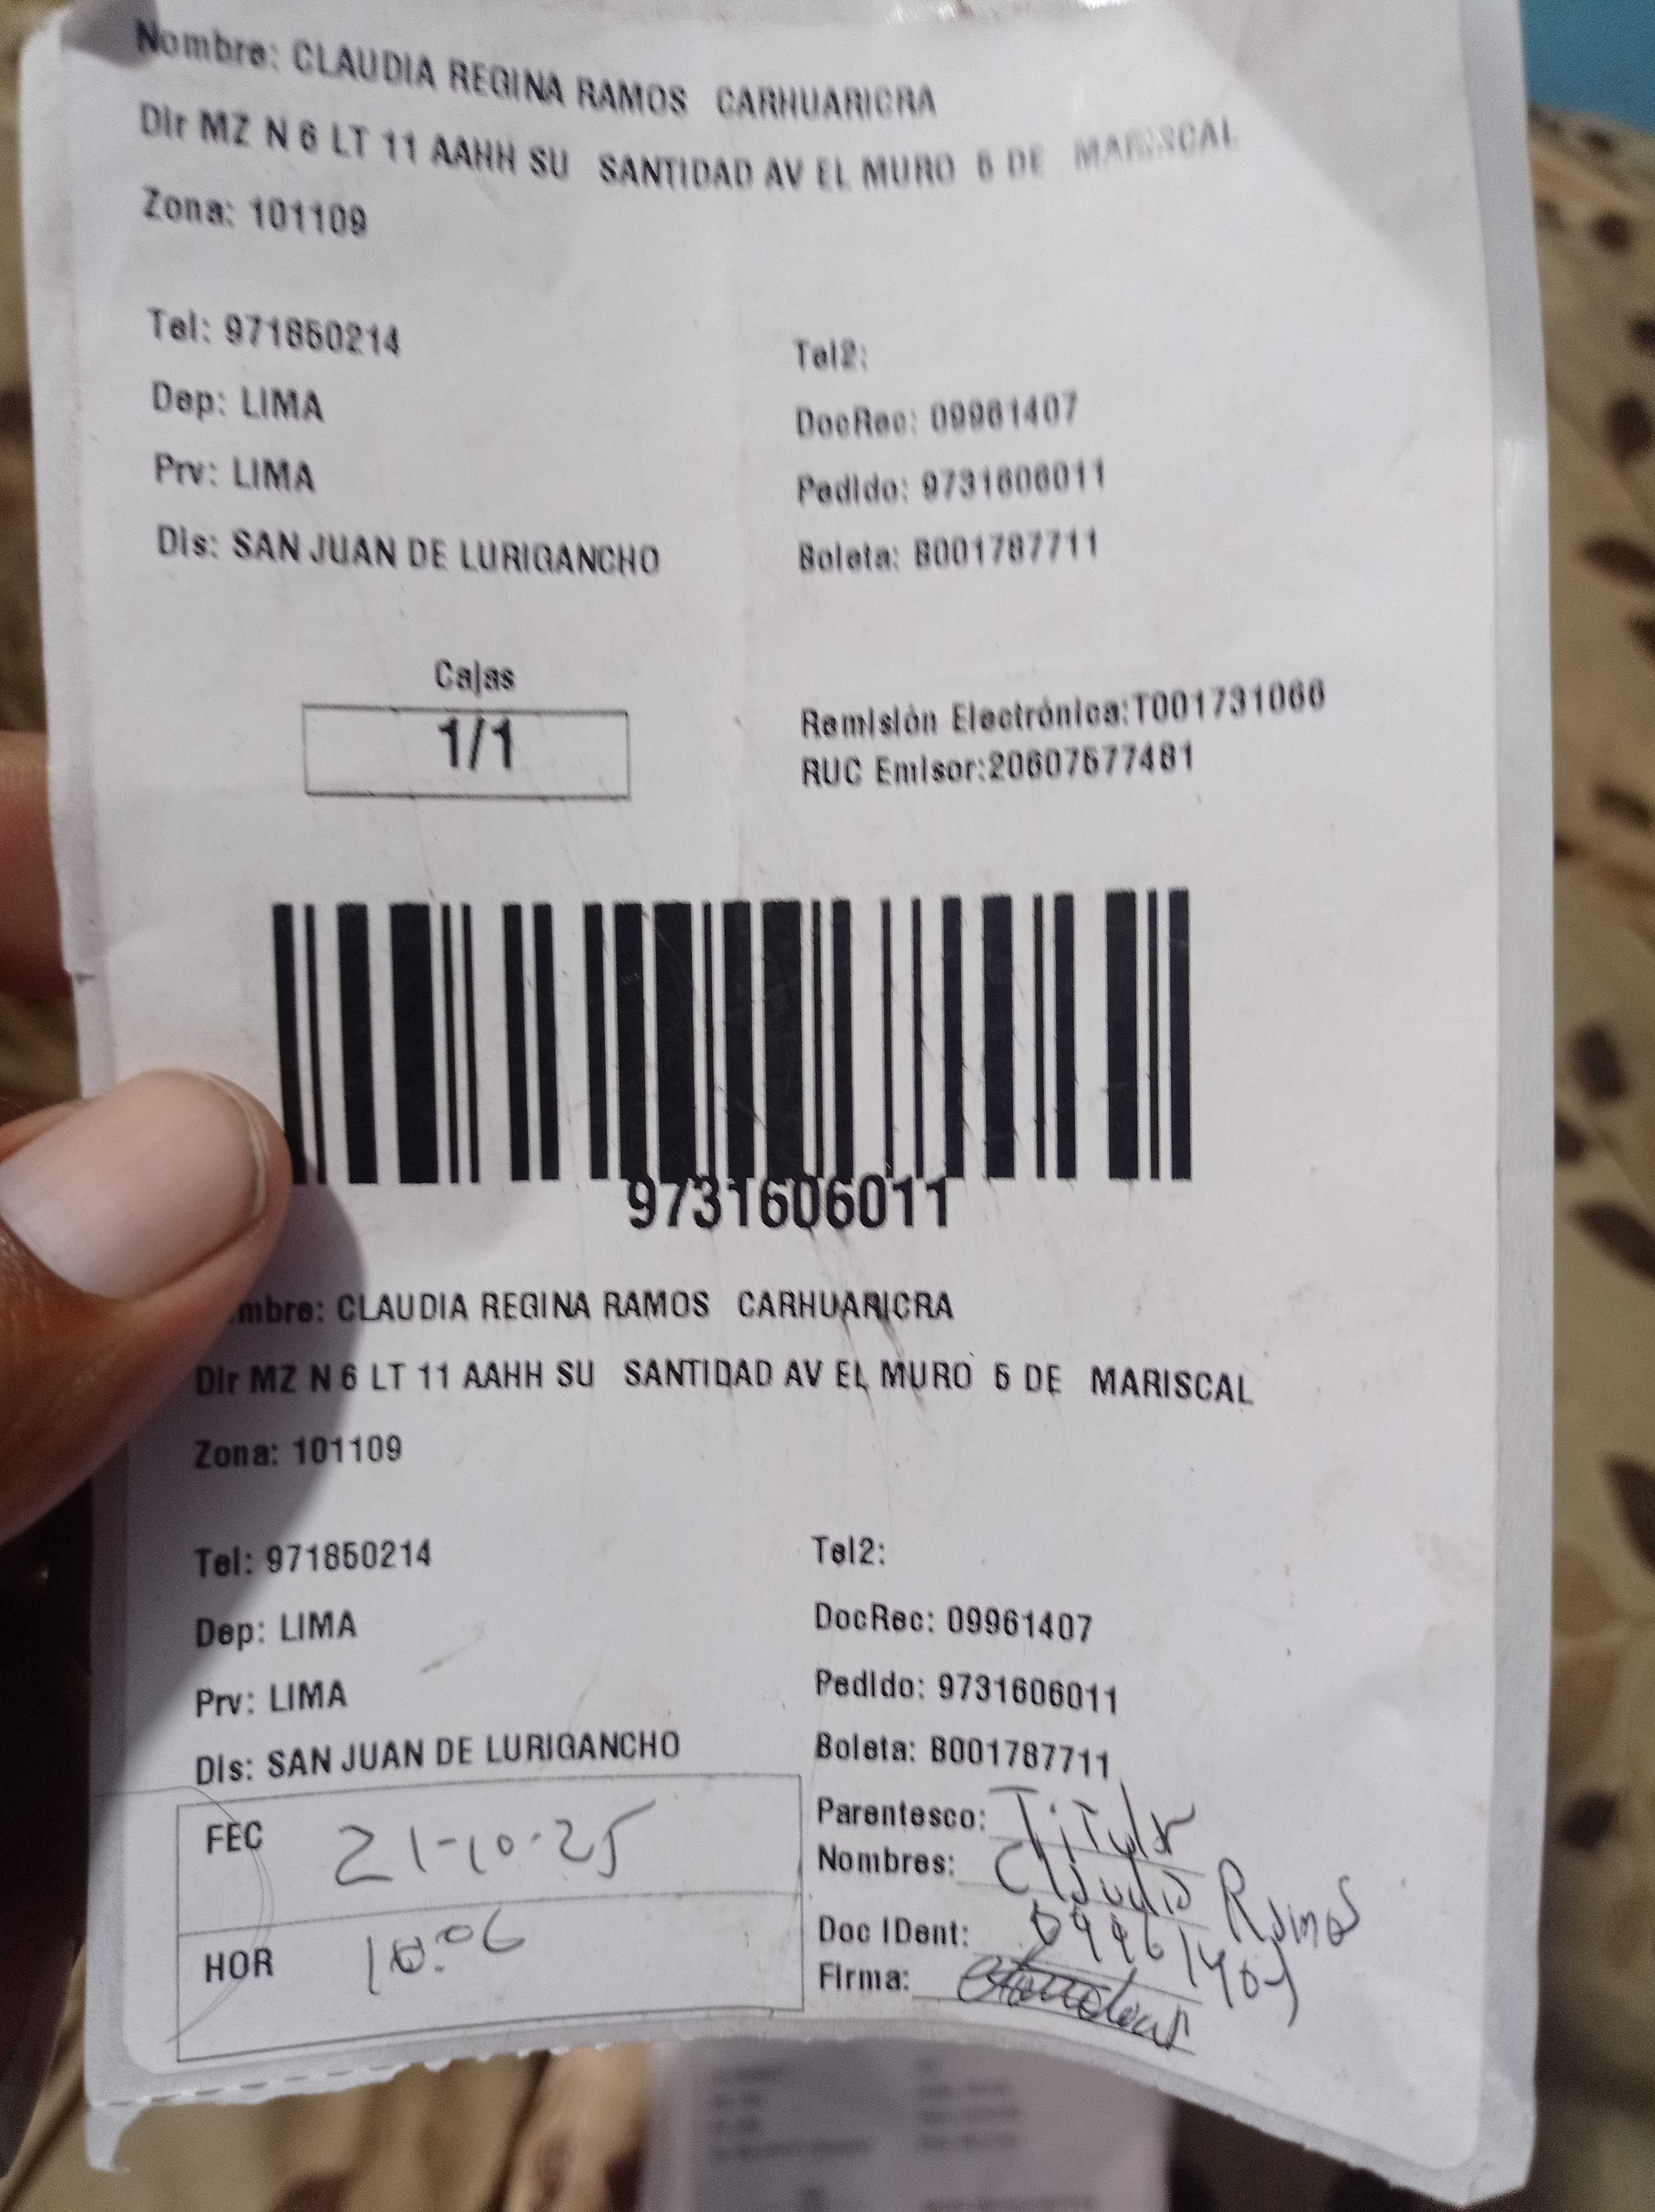 Nombre: CLAUDIA REGINA RAMOS CARHUARICRA
Dir MZ N 6 LT 11 AAHH SU SANTIDAD AV EL MURO 5 DE MARISCAL
Zona: 101109
Tel: 971850214
Tel2:
Dep: LIMA
DocRec: 09961407
Prv: LIMA
Pedido: 9731606011
Dis: SAN JUAN DE LURIGANCHO
Boleta: B001787711
Cajas
1/1
Remisión Electrónica:T001731066
RUC Emisor:20607577481
9731606011
mbre: CLAUDIA REGINA RAMOS CARHUARICRA
Dir MZ N 6 LT 11 AAHH SU SANTIDAD AV EL MURO 5 DE MARISCAL
Zona: 101109
Tel: 971850214
Tel2:
Dep: LIMA
DocRec: 09961407
Prv: LIMA
Pedido: 9731606011
Dis: SAN JUAN DE LURIGANCHO
Boleta: B001787711
FEC 21-10-25
Parentesco: Titular
Nombres: Claudia Ramos
HOR 10:06
Doc IDent: 09961407
Firma: